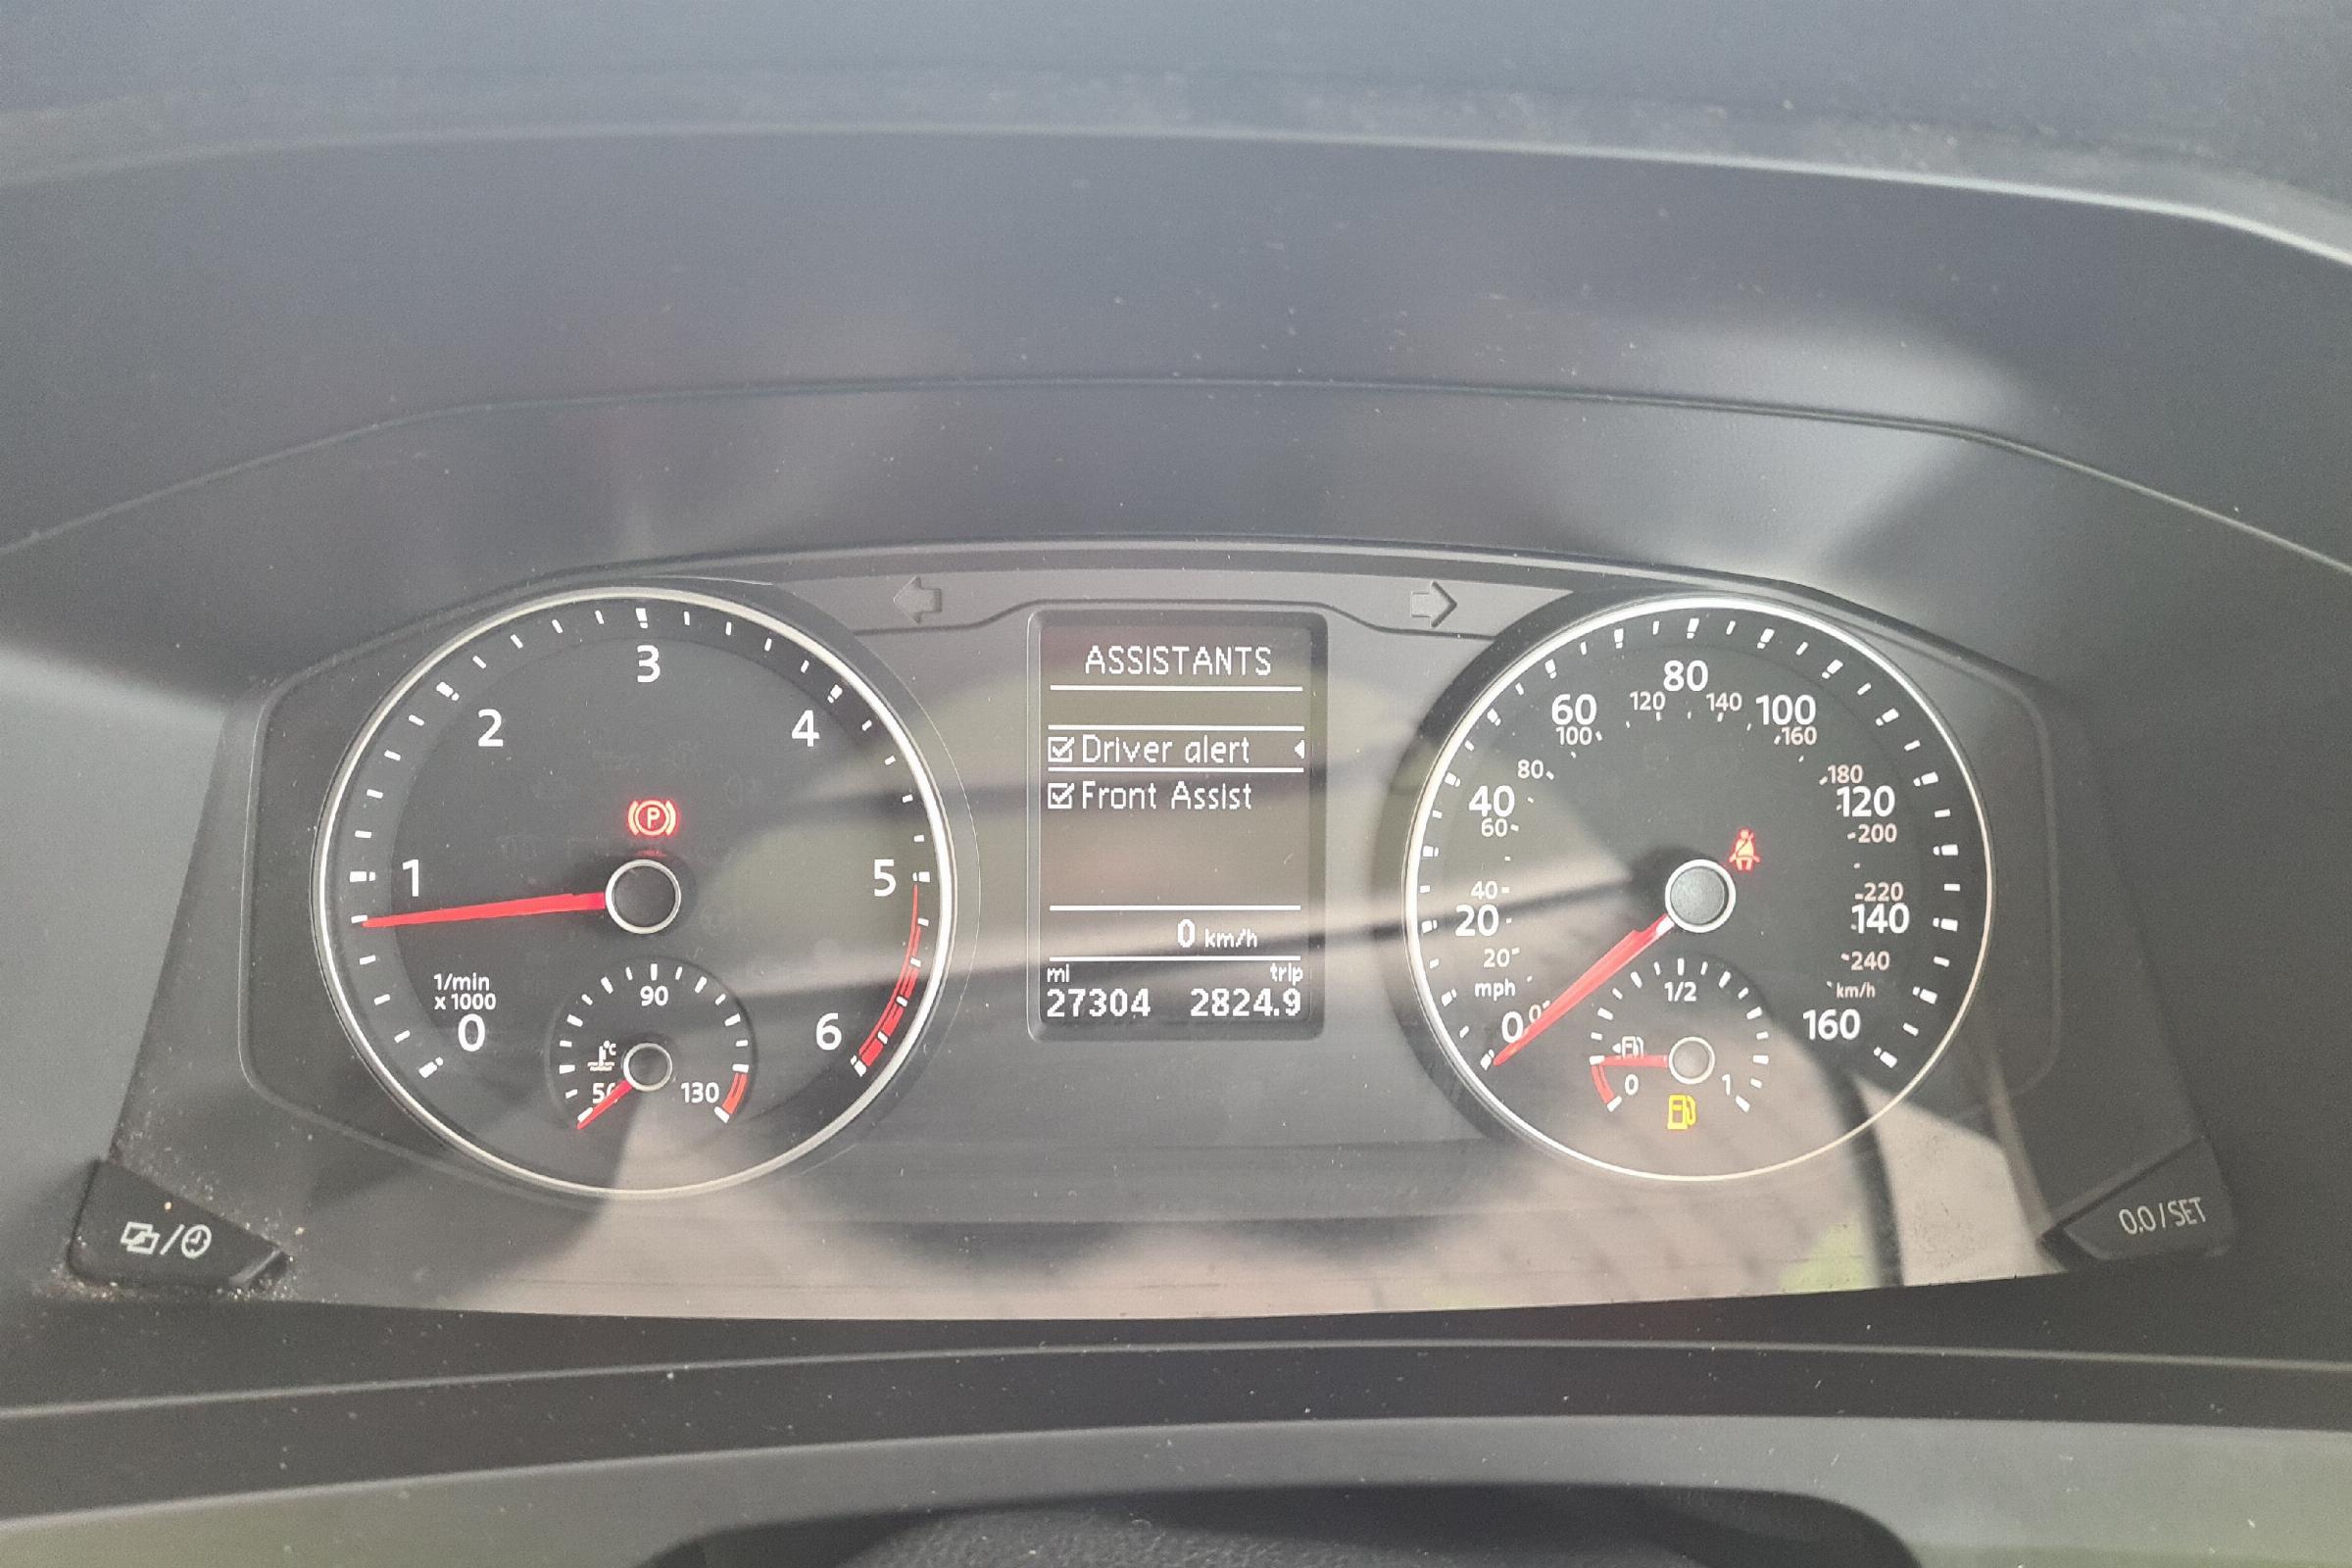 3
2
4
1
5
1/min
x 1000
0
6
P
90
°C
50
130
ASSISTANTS
Driver alert
Front Assist
0 km/h
mi trip
27304 2824.9
80
60 100
120 140
100 160
80
180
40 120
60 200
40 220
20 140
20 240
mph km/h
0 0 160
1/2
0 1
0.0 / SET